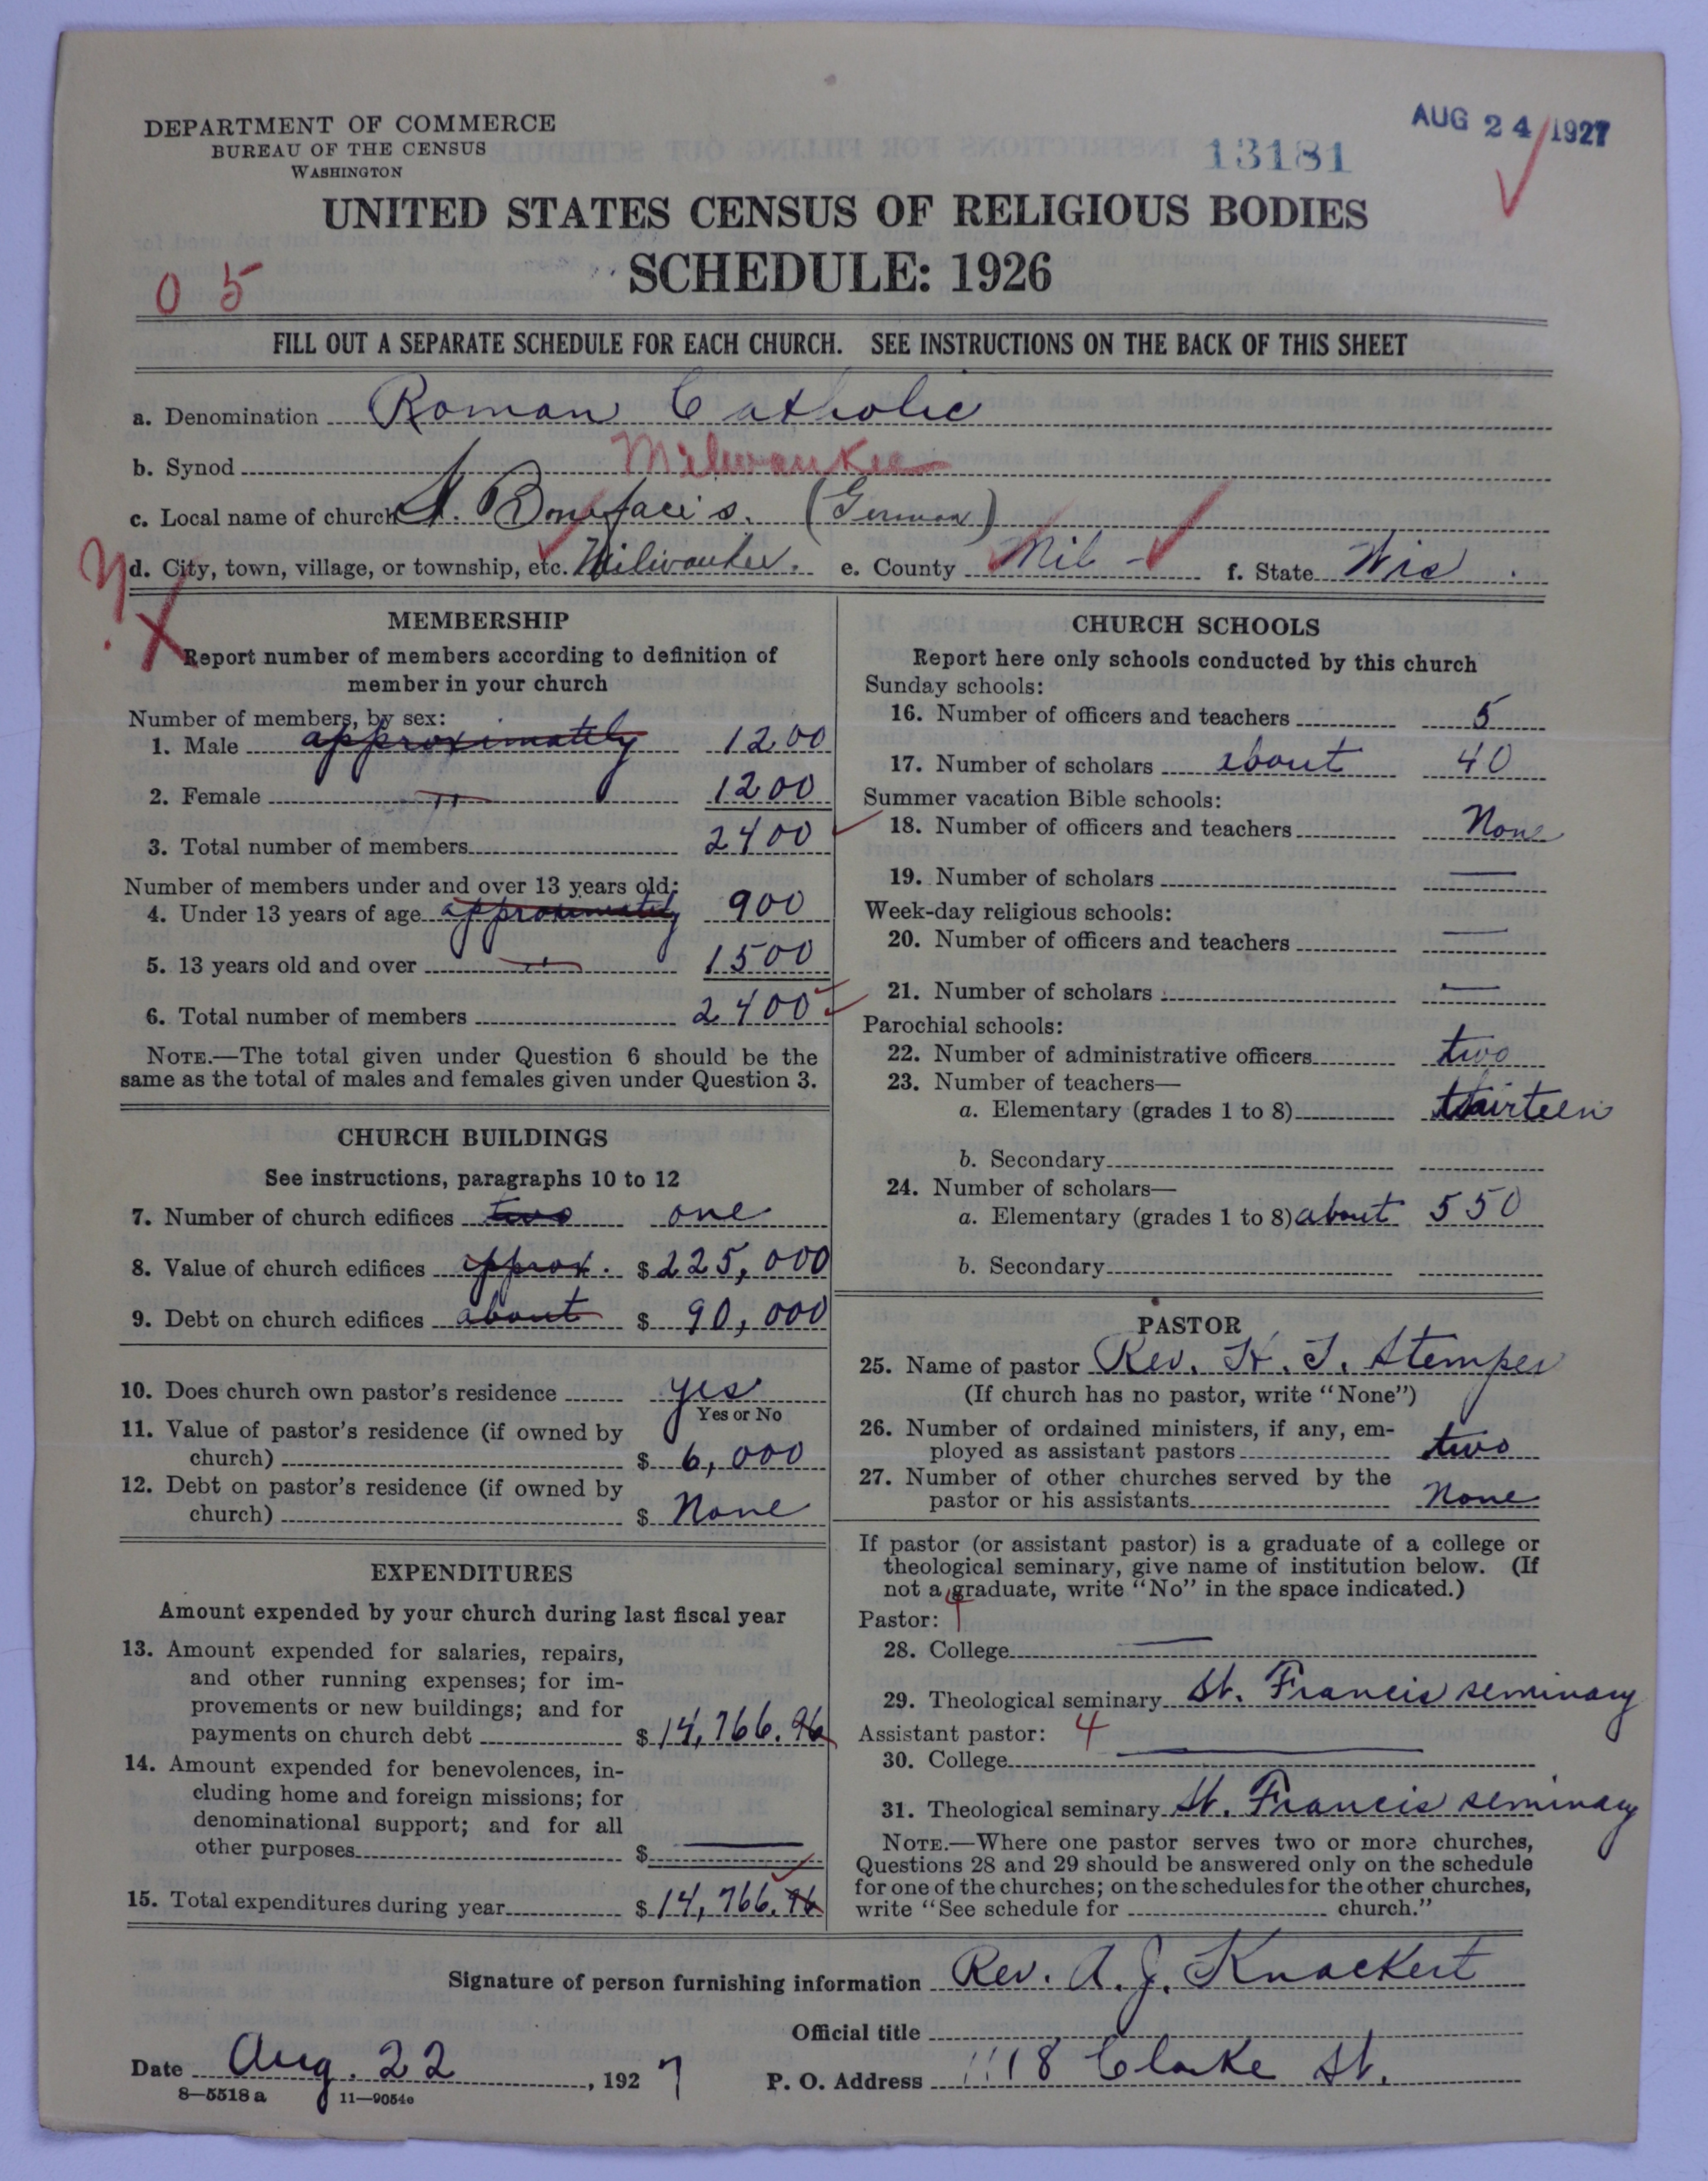 DEPARTMENT OF COMMERCE
BUREAU OF THE CENSUS
WASHINGTON
13181
AUG 24 1927
UNITED STATES CENSUS OF RELIGIOUS BODIES
SCHEDULE: 1926
05
FILL OUT A SEPARATE SCHEDULE FOR EACH CHURCH. SEE INSTRUCTIONS ON THE BACK OF THIS SHEET
a. Denomination Roman Catholic
b. Synod Milwaukee
c. Local name of church St. Boniface's. (German)
d. City, town, village, or township, etc. Milwaukee. e. County Mil - f. State Wis.
MEMBERSHIP
Report number of members according to definition of
member in your church
Number of members, by sex:
1. Male approximately 1200
2. Female " 1200
3. Total number of members 2400
Number of members under and over 13 years old:
4. Under 13 years of age approximately 900
5. 13 years old and over " 1500
6. Total number of members 2400
NOTE.—The total given under Question 6 should be the
same as the total of males and females given under Question 3.
CHURCH BUILDINGS
See instructions, paragraphs 10 to 12
7. Number of church edifices two one
8. Value of church edifices approx. $225,000
9. Debt on church edifices about $ 90,000
10. Does church own pastor's residence yes
Yes or No
11. Value of pastor's residence (if owned by
church) $ 6,000
12. Debt on pastor's residence (if owned by
church) $ None
EXPENDITURES
Amount expended by your church during last fiscal year
13. Amount expended for salaries, repairs,
and other running expenses; for im-
provements or new buildings; and for
payments on church debt $14,766.96
14. Amount expended for benevolences, in-
cluding home and foreign missions; for
denominational support; and for all
other purposes $ —
15. Total expenditures during year $14,766.96
CHURCH SCHOOLS
Report here only schools conducted by this church
Sunday schools:
16. Number of officers and teachers 5
17. Number of scholars about 40
Summer vacation Bible schools:
18. Number of officers and teachers None
19. Number of scholars —
Week-day religious schools:
20. Number of officers and teachers —
21. Number of scholars —
Parochial schools:
22. Number of administrative officers two
23. Number of teachers—
a. Elementary (grades 1 to 8) thirteen
b. Secondary
24. Number of scholars—
a. Elementary (grades 1 to 8) about 550
b. Secondary
PASTOR
25. Name of pastor Rev. H. J. Stemper
(If church has no pastor, write "None")
26. Number of ordained ministers, if any, em-
ployed as assistant pastors two
27. Number of other churches served by the
pastor or his assistants None
If pastor (or assistant pastor) is a graduate of a college or
theological seminary, give name of institution below. (If
not a graduate, write "No" in the space indicated.)
Pastor: 4
28. College —
29. Theological seminary St. Francis seminary
Assistant pastor: 4
30. College —
31. Theological seminary St. Francis seminary
NOTE.—Where one pastor serves two or more churches,
Questions 28 and 29 should be answered only on the schedule
for one of the churches; on the schedules for the other churches,
write "See schedule for church."
Signature of person furnishing information Rev. A. J. Knackert
Official title
Date Aug. 22, 1927 P. O. Address 1118 Clarke St.
8—5518a 11—9054e